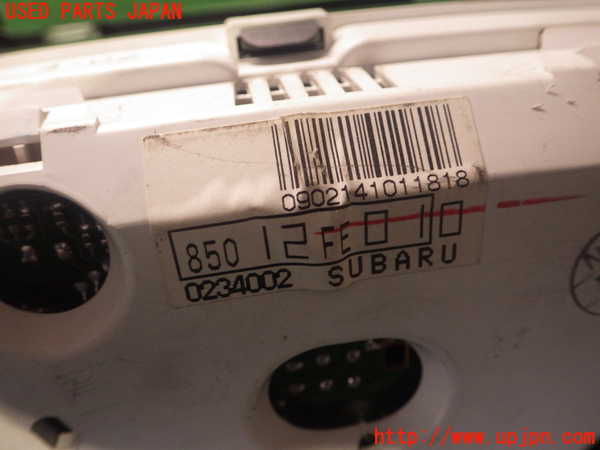 USED PARTS JAPAN
0902141011818
85012FE010
0234002 SUBARU
http://www.upjpn.com